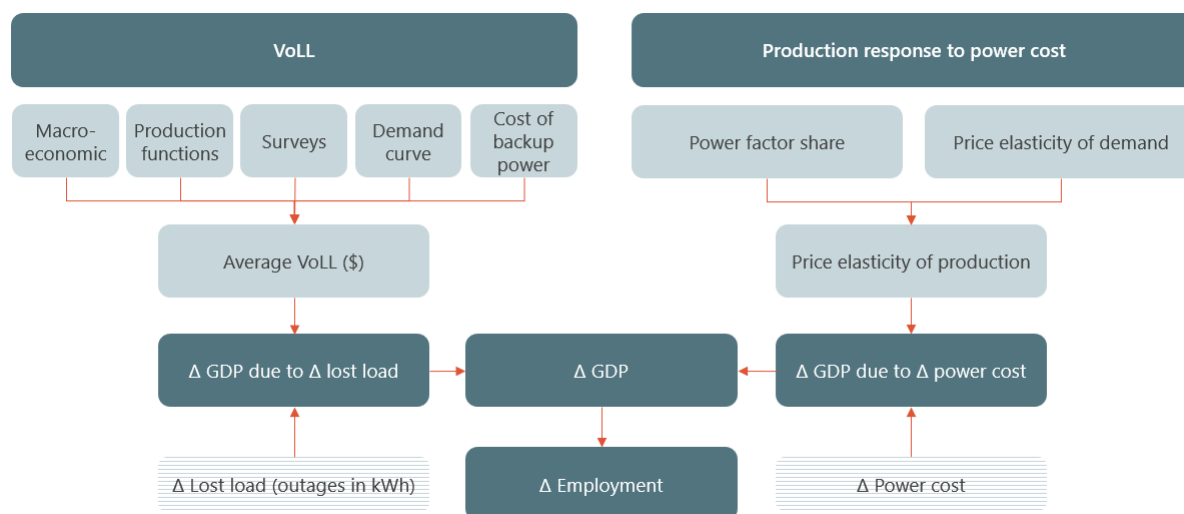 VoLL
Production response to power cost
Macro-
economic
Production
functions
Surveys
Demand
curve
Cost of
backup
power
Power factor share
Price elasticity of demand
Average VoLL ($)
Price elasticity of production
Δ GDP due to Δ lost load
Δ GDP
Δ GDP due to Δ power cost
Δ Lost load (outages in kWh)
Δ Employment
Δ Power cost